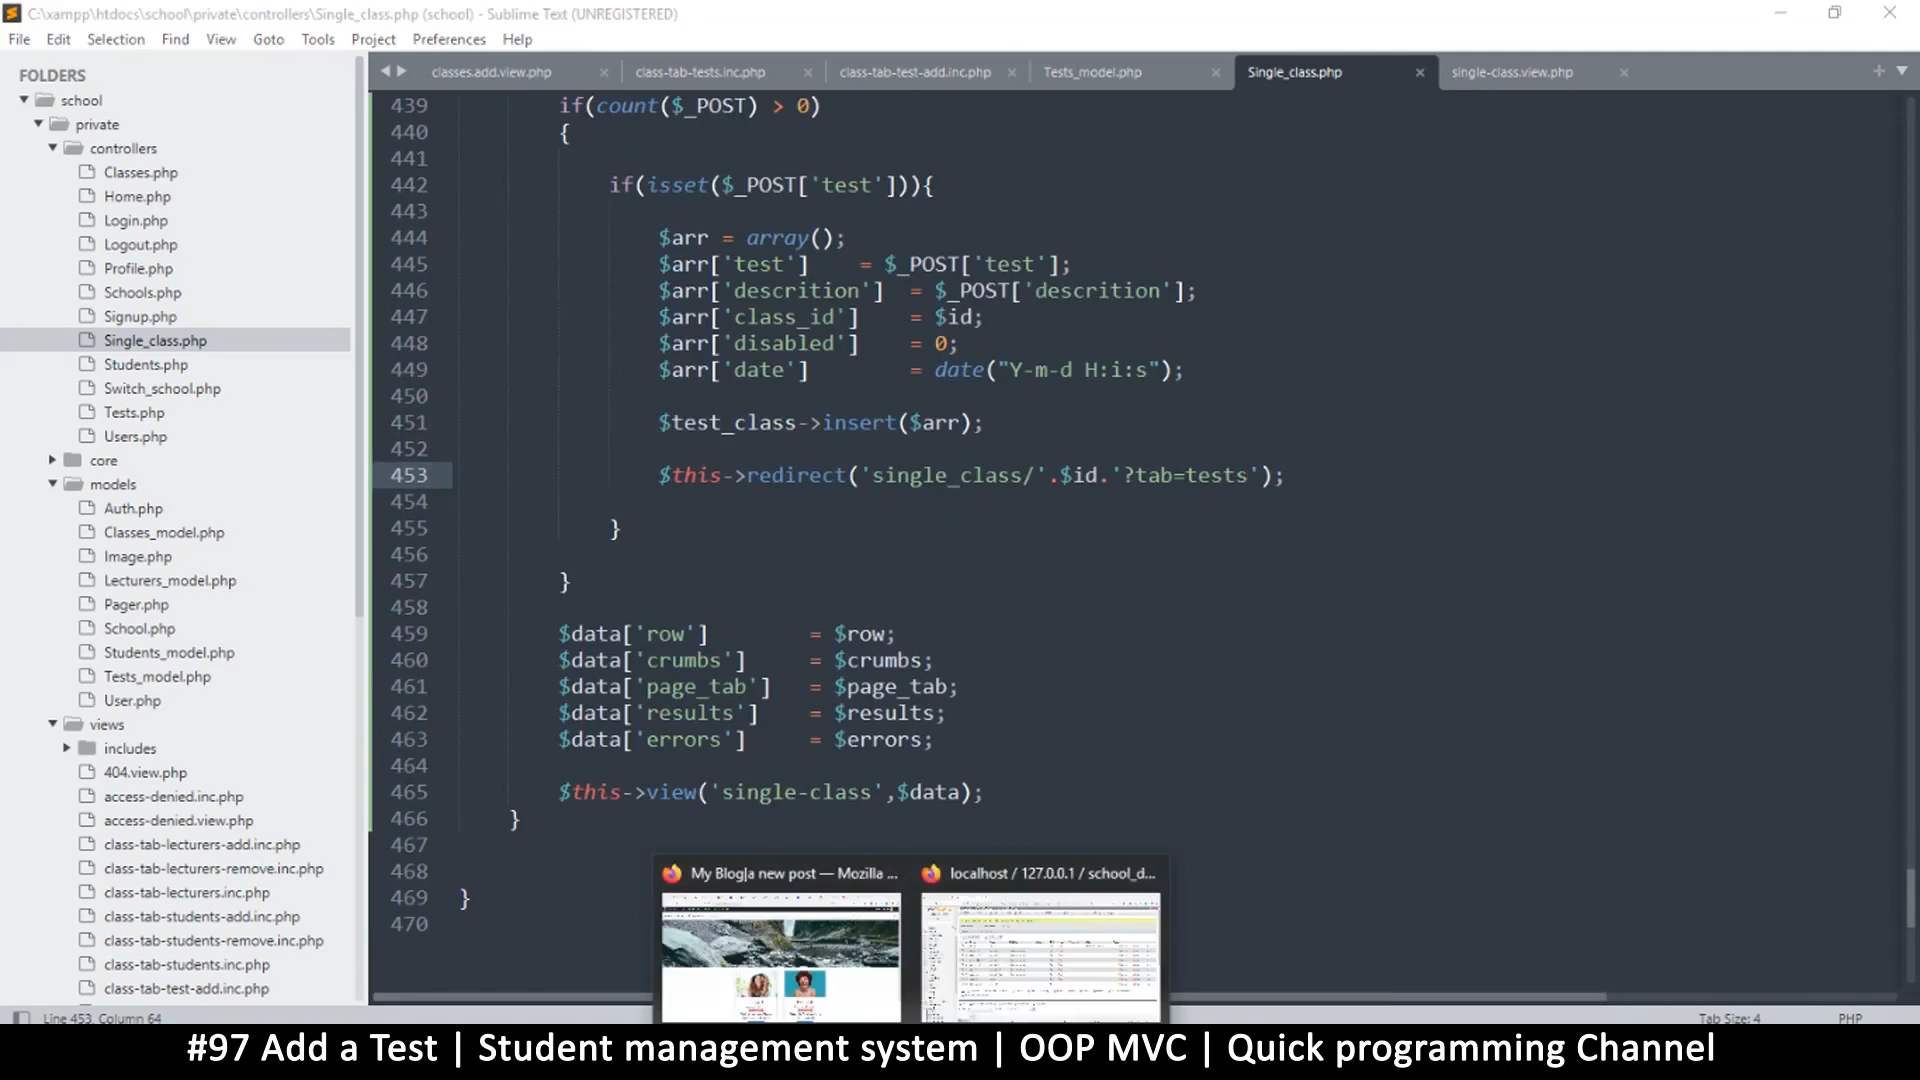 C:\xampp\htdocs\school\private\controllers\Single_class.php (school) - Sublime Text (UNREGISTERED)
File Edit Selection Find View Goto Tools Project Preferences Help
FOLDERS
school
private
controllers
Classes.php
Home.php
Login.php
Logout.php
Profile.php
Schools.php
Signup.php
Single_class.php
Students.php
Switch_school.php
Tests.php
Users.php
core
models
Auth.php
Classes_model.php
Image.php
Lecturers_model.php
Pager.php
School.php
Students_model.php
Tests_model.php
User.php
views
includes
404.view.php
access-denied.inc.php
access-denied.view.php
class-tab-lecturers-add.inc.php
class-tab-lecturers-remove.inc.php
class-tab-lecturers.inc.php
class-tab-students-add.inc.php
class-tab-students-remove.inc.php
class-tab-students.inc.php
class-tab-test-add.inc.php
classes.add.view.php class-tab-tests.inc.php class-tab-test-add.inc.php Tests_model.php Single_class.php single-class.view.php
439 if(count($_POST) > 0)
440 {
441
442 if(isset($_POST['test'])){
443
444 $arr = array();
445 $arr['test'] = $_POST['test'];
446 $arr['descrition'] = $_POST['descrition'];
447 $arr['class_id'] = $id;
448 $arr['disabled'] = 0;
449 $arr['date'] = date("Y-m-d H:i:s");
450
451 $test_class->insert($arr);
452
453 $this->redirect('single_class/'.$id.'?tab=tests');
454
455 }
456
457 }
458
459 $data['row'] = $row;
460 $data['crumbs'] = $crumbs;
461 $data['page_tab'] = $page_tab;
462 $data['results'] = $results;
463 $data['errors'] = $errors;
464
465 $this->view('single-class',$data);
466 }
467
468
469 }
470
My Blog|a new post — Mozilla ...
localhost / 127.0.0.1 / school_d...
Line 453, Column 64
Tab Size: 4 PHP
#97 Add a Test | Student management system | OOP MVC | Quick programming Channel